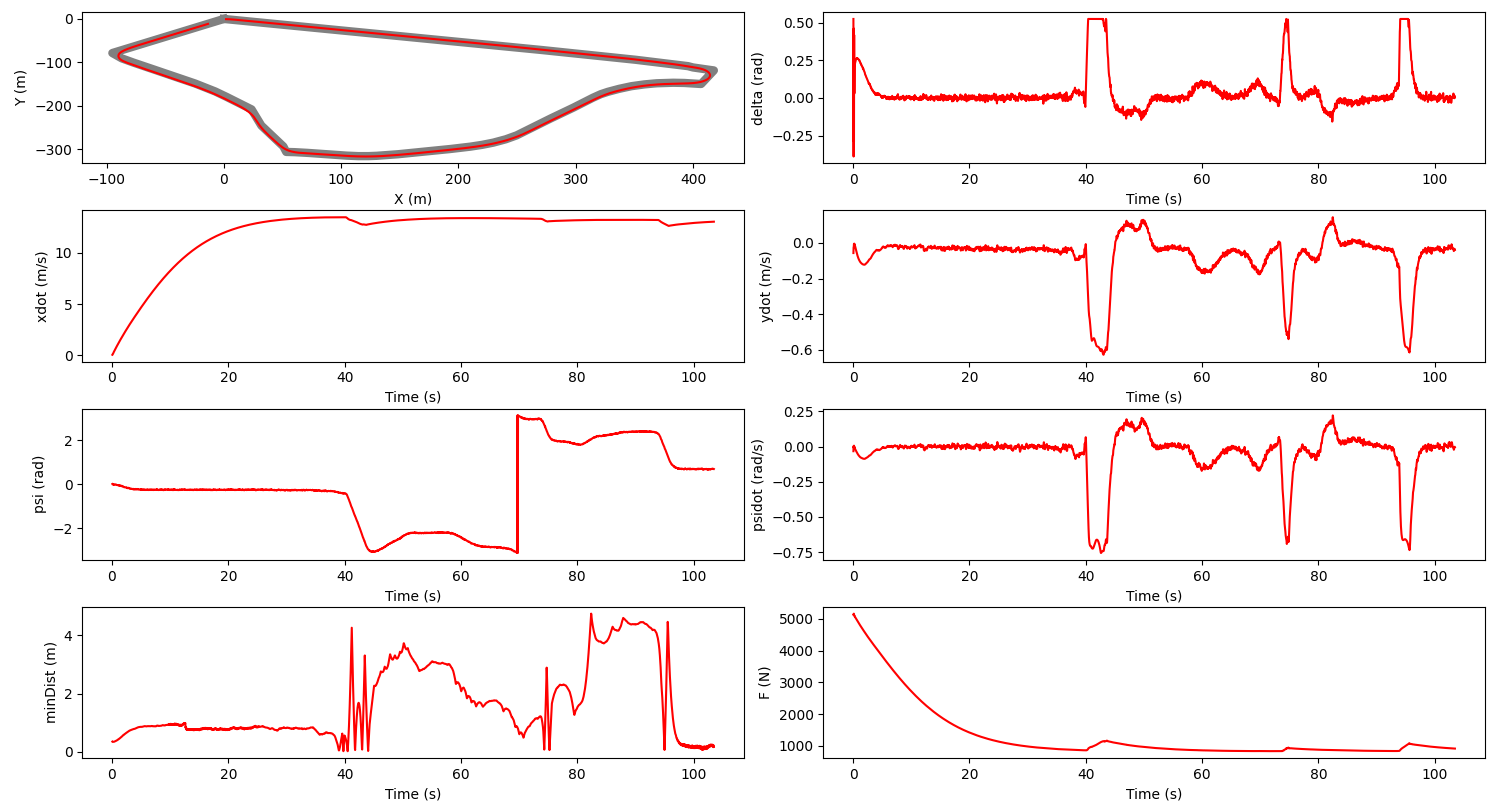 0
−100
−200
−300
Y (m)
−100 0 100 200 300 400
X (m)
0.50
0.25
0.00
−0.25
delta (rad)
0 20 40 60 80 100
Time (s)
10
5
0
xdot (m/s)
0 20 40 60 80 100
Time (s)
0.0
−0.2
−0.4
−0.6
ydot (m/s)
0 20 40 60 80 100
Time (s)
2
0
−2
psi (rad)
0 20 40 60 80 100
Time (s)
0.25
0.00
−0.25
−0.50
−0.75
psidot (rad/s)
0 20 40 60 80 100
Time (s)
4
2
0
minDist (m)
0 20 40 60 80 100
Time (s)
5000
4000
3000
2000
1000
F (N)
0 20 40 60 80 100
Time (s)